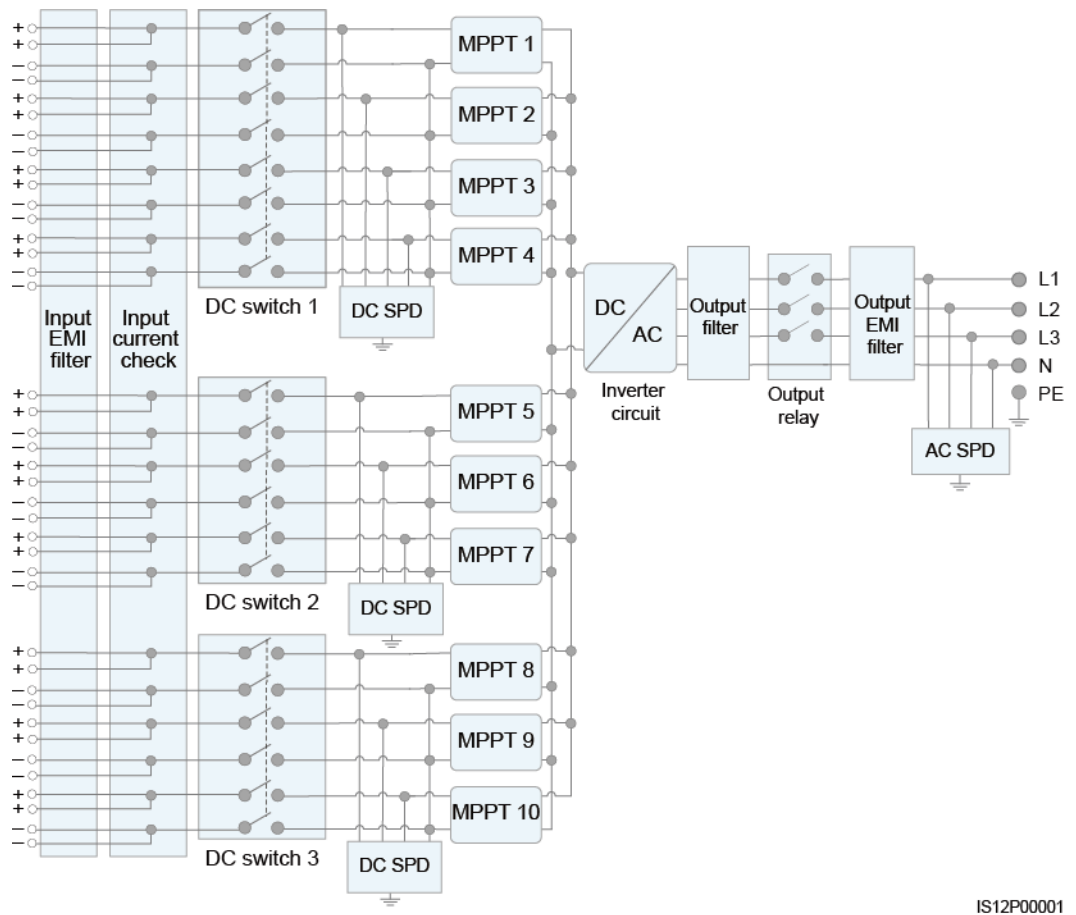 +
+
−
−
+
+
−
−
+
+
−
−
+
+
−
−
Input
EMI
filter
Input
current
check
DC switch 1
MPPT 1
MPPT 2
MPPT 3
MPPT 4
DC SPD
+
+
−
−
+
+
−
−
+
+
−
−
DC switch 2
MPPT 5
MPPT 6
MPPT 7
DC SPD
+
+
−
−
+
+
−
−
+
+
−
−
DC switch 3
MPPT 8
MPPT 9
MPPT 10
DC SPD
DC
AC
Inverter
circuit
Output
filter
Output
relay
Output
EMI
filter
L1
L2
L3
N
PE
AC SPD
IS12P00001